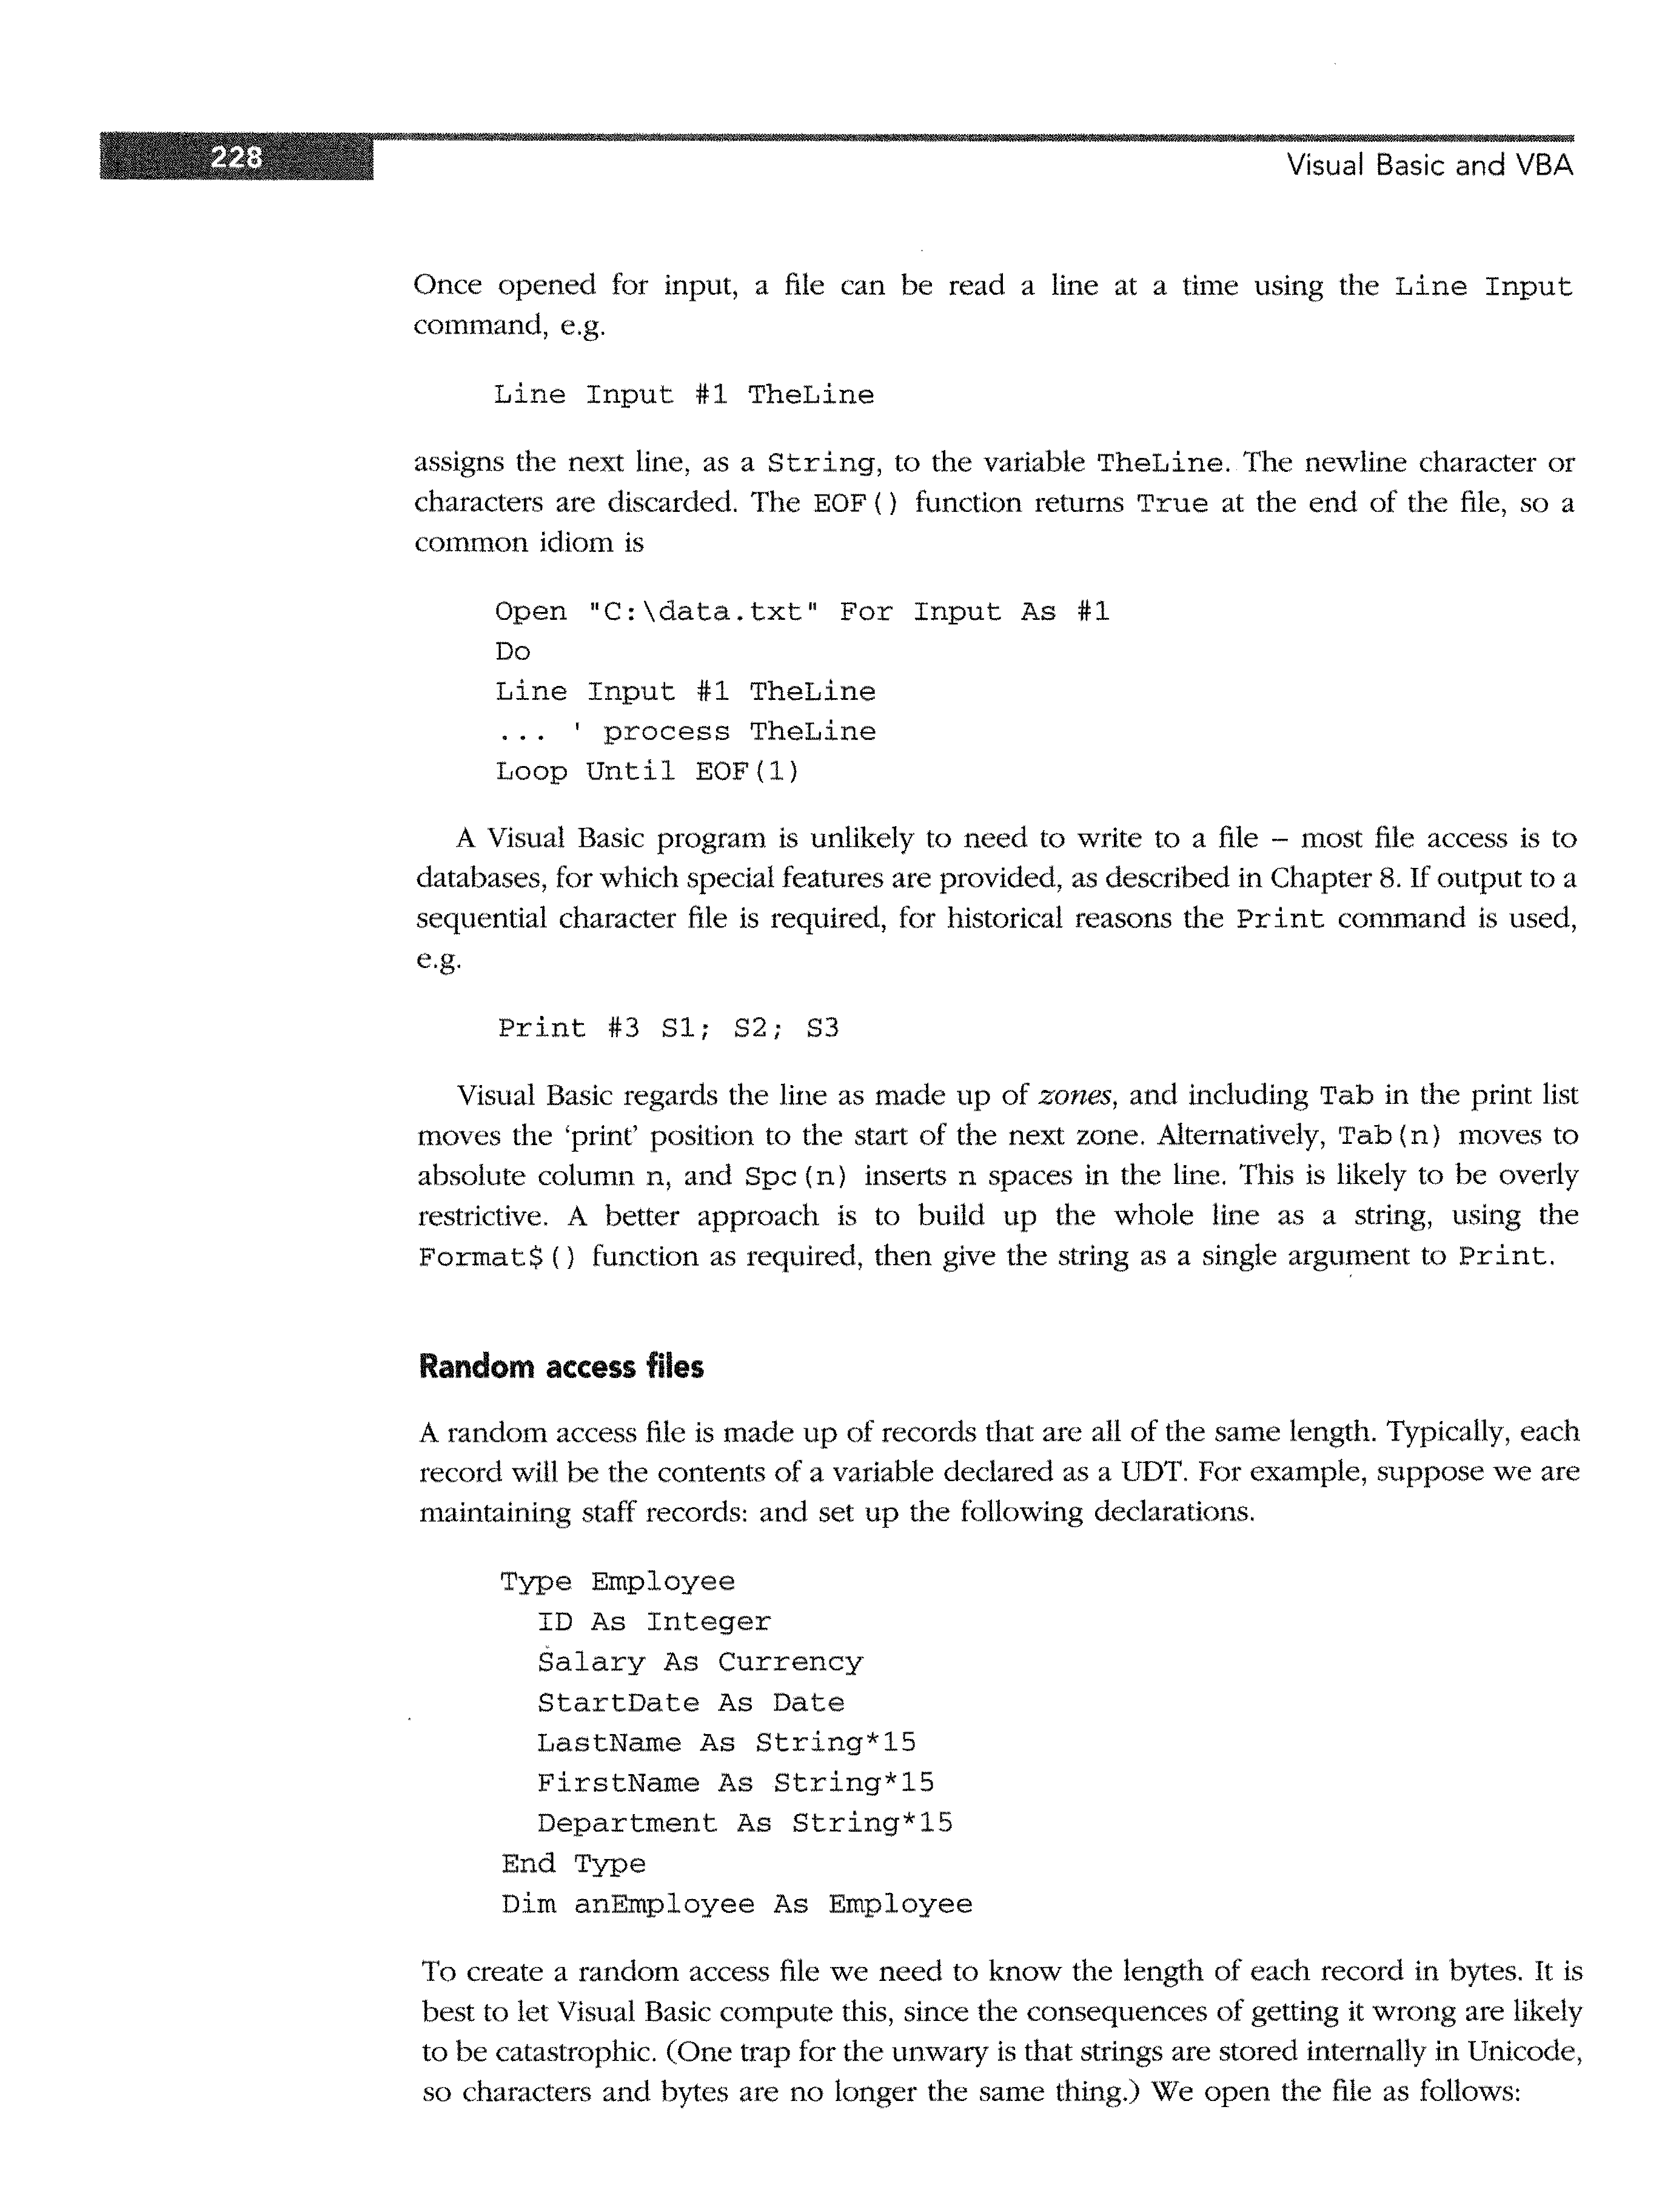 228
Visual Basic and VBA
Once opened for input, a file can be read a line at a time using the Line Input
command, e.g.
Line Input #1 TheLine
assigns the next line, as a String, to the variable TheLine. The newline character or
characters are discarded. The EOF() function returns True at the end of the file, so a
common idiom is
Open "C:\data.txt" For Input As #1
Do
Line Input #1 TheLine
... ' process TheLine
Loop Until EOF(1)
A Visual Basic program is unlikely to need to write to a file – most file access is to
databases, for which special features are provided, as described in Chapter 8. If output to a
sequential character file is required, for historical reasons the Print command is used,
e.g.
Print #3 S1; S2; S3
Visual Basic regards the line as made up of zones, and including Tab in the print list
moves the ‘print’ position to the start of the next zone. Alternatively, Tab(n) moves to
absolute column n, and Spc(n) inserts n spaces in the line. This is likely to be overly
restrictive. A better approach is to build up the whole line as a string, using the
Format$() function as required, then give the string as a single argument to Print.
Random access files
A random access file is made up of records that are all of the same length. Typically, each
record will be the contents of a variable declared as a UDT. For example, suppose we are
maintaining staff records: and set up the following declarations.
Type Employee
ID As Integer
Salary As Currency
StartDate As Date
LastName As String*15
FirstName As String*15
Department As String*15
End Type
Dim anEmployee As Employee
To create a random access file we need to know the length of each record in bytes. It is
best to let Visual Basic compute this, since the consequences of getting it wrong are likely
to be catastrophic. (One trap for the unwary is that strings are stored internally in Unicode,
so characters and bytes are no longer the same thing.) We open the file as follows: